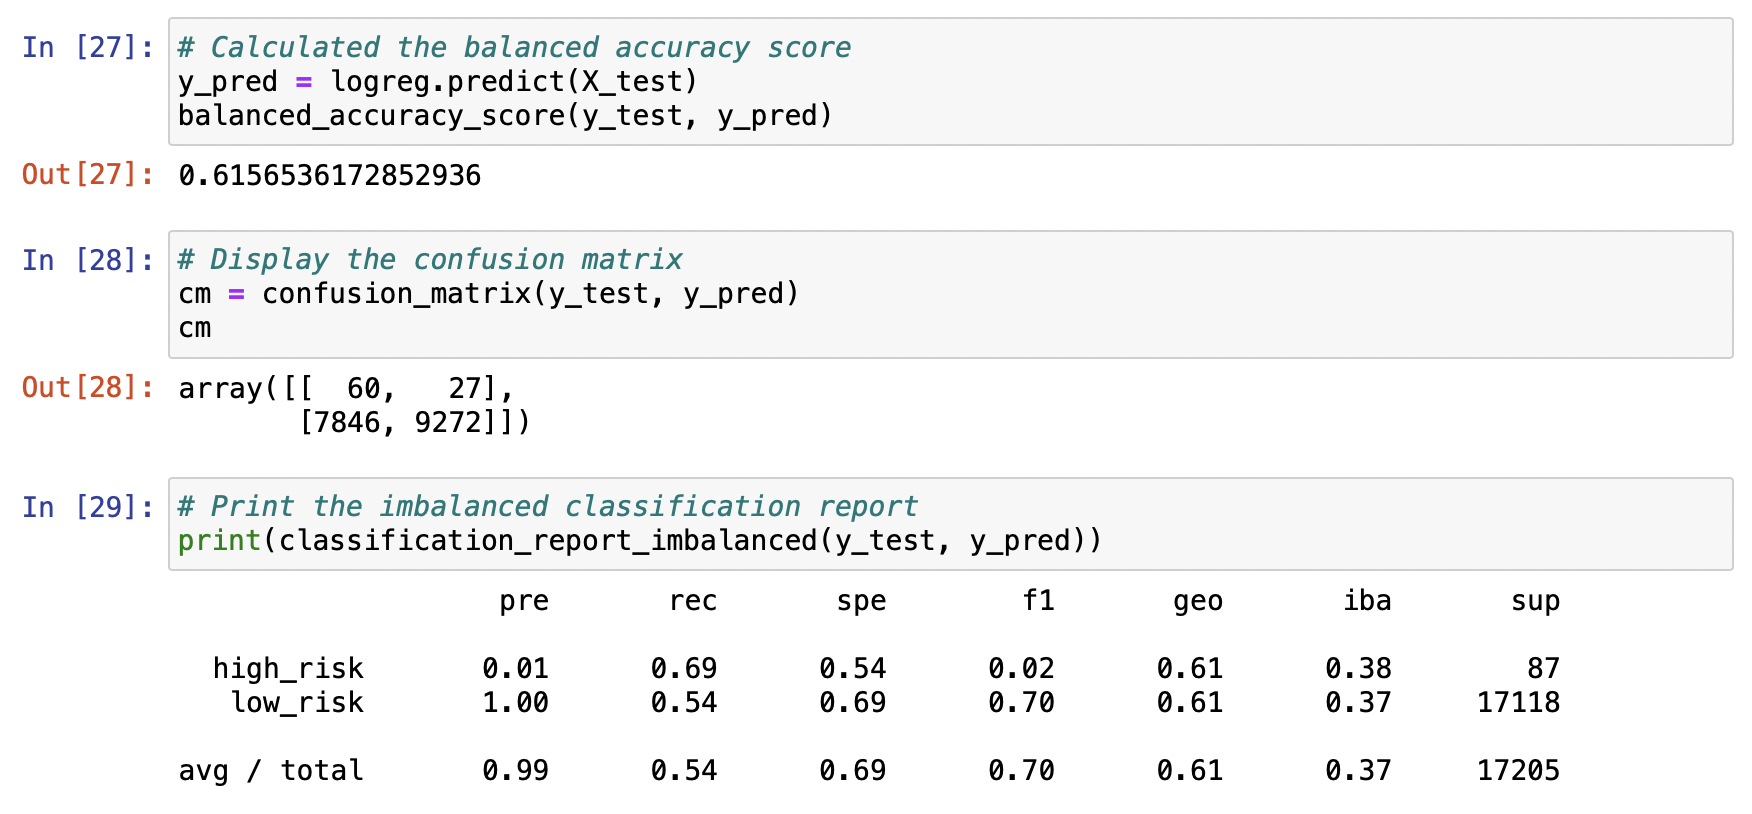 In [27]: # Calculated the balanced accuracy score
y_pred = logreg.predict(X_test)
balanced_accuracy_score(y_test, y_pred)
Out[27]: 0.6156536172852936
In [28]: # Display the confusion matrix
cm = confusion_matrix(y_test, y_pred)
cm
Out[28]: array([[  60,   27],
       [7846, 9272]])
In [29]: # Print the imbalanced classification report
print(classification_report_imbalanced(y_test, y_pred))
pre rec spe f1 geo iba sup
high_risk 0.01 0.69 0.54 0.02 0.61 0.38 87
low_risk 1.00 0.54 0.69 0.70 0.61 0.37 17118
avg / total 0.99 0.54 0.69 0.70 0.61 0.37 17205